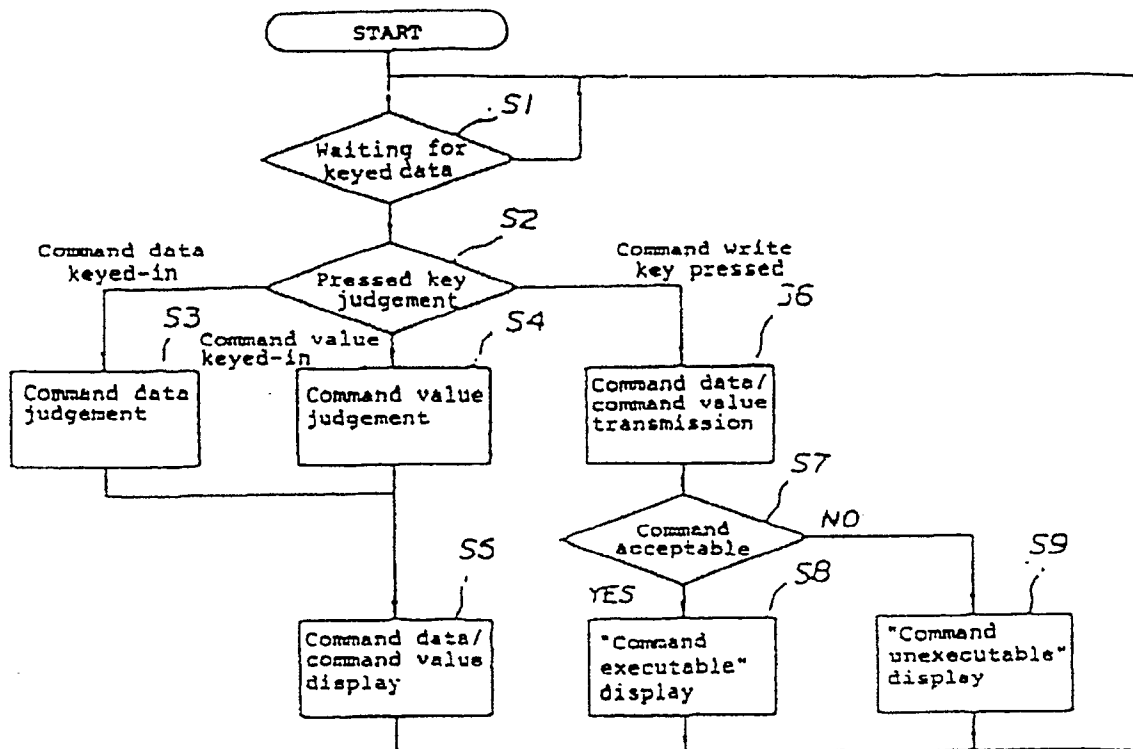 START
S1
Waiting for
keyed data
S2
Command data
keyed-in
Pressed key
judgement
Command write
key pressed
S3
Command value
keyed-in
S4
S6
Command data
judgement
Command value
judgement
Command data/
command value
transmission
S7
Command
acceptable
NO
S5
YES
S8
S9
Command data/
command value
display
"Command
executable"
display
"Command
unexecutable"
display